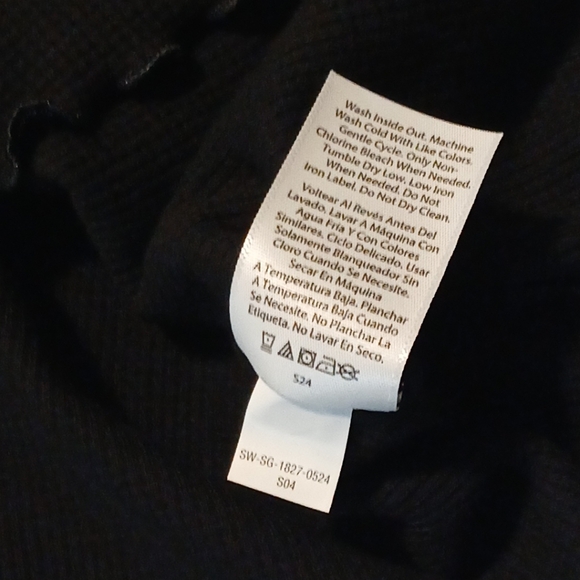 Wash Inside Out. Machine
Wash Cold With Like Colors.
Gentle Cycle. Only Non-
Chlorine Bleach When Needed.
Tumble Dry Low. Low Iron
When Needed. Do Not
Iron Label. Do Not Dry Clean.
Voltear Al Revés Antes Del
Lavado. Lavar A Máquina Con
Agua Fría Y Con Colores
Similares. Ciclo Delicado. Usar
Solamente Blanqueador Sin
Cloro Cuando Se Necesite.
Secar En Máquina
A Temperatura Baja. Planchar
A Temperatura Baja Cuando
Se Necesite. No Planchar La
Etiqueta. No Lavar En Seco.
S24
SW-SG-1827-0524
S04